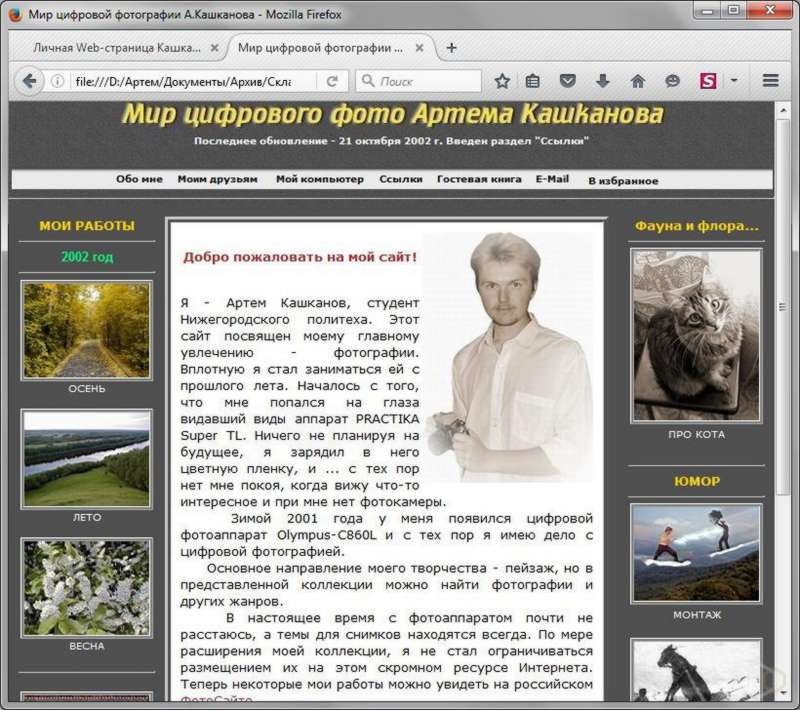 Мир цифровой фотографии А.Кашканова - Mozilla Firefox
Личная Web-страница Кашка...
Мир цифровой фотографии ...
file:///D:/Артем/Документы/Архив/Скла
Поиск
Мир цифрового фото Артема Кашканова
Последнее обновление - 21 октября 2002 г. Введен раздел "Ссылки"
Обо мне Моим друзьям Мой компьютер Ссылки Гостевая книга E-Mail В избранное
МОИ РАБОТЫ
2002 год
ОСЕНЬ
ЛЕТО
ВЕСНА
Добро пожаловать на мой сайт!
Я - Артем Кашканов, студент
Нижегородского политеха. Этот
сайт посвящен моему главному
увлечению - фотографии.
Вплотную я стал заниматься ей с
прошлого лета. Началось с того,
что мне попался на глаза
видавший виды аппарат PRACTIKA
Super TL. Ничего не планируя на
будущее, я зарядил в него
цветную пленку, и ... с тех пор
нет мне покоя, когда вижу что-то
интересное и при мне нет фотокамеры.
Зимой 2001 года у меня появился цифровой
фотоаппарат Olympus-C860L и с тех пор я имею дело с
цифровой фотографией.
Основное направление моего творчества - пейзаж, но в
представленной коллекции можно найти фотографии и
других жанров.
В настоящее время с фотоаппаратом почти не
расстаюсь, а темы для снимков находятся всегда. По мере
расширения моей коллекции, я не стал ограничиваться
размещением их на этом скромном ресурсе Интернета.
Теперь некоторые мои работы можно увидеть на российском
ФотоСайте
Фауна и флора...
ПРО КОТА
ЮМОР
МОНТАЖ